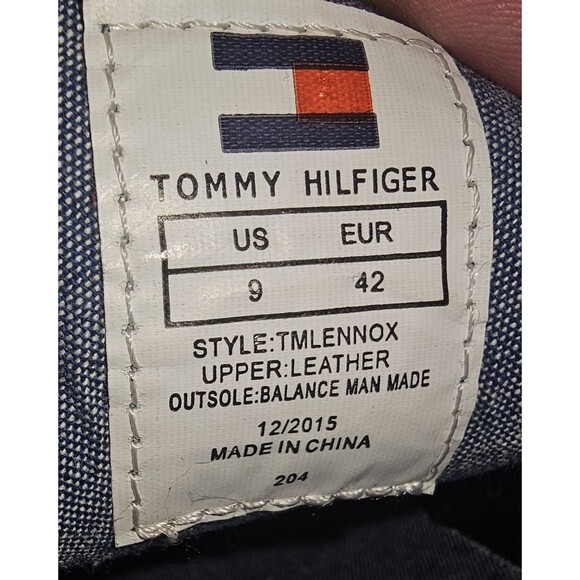 TOMMY HILFIGER
US EUR
9 42
STYLE:TMLENNOX
UPPER:LEATHER
OUTSOLE:BALANCE MAN MADE
12/2015
MADE IN CHINA
204